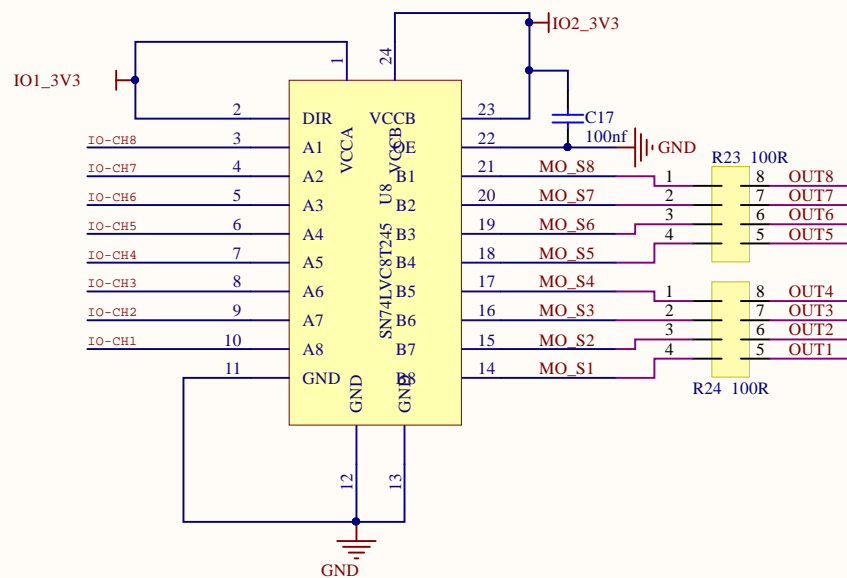 IO2_3V3
1
24
IO1_3V3
2
DIR
VCCA
VCCB
VCCB
23
C17
100nf
IO-CH8
3
A1
OE
22
GND
IO-CH7
4
A2
B1
21
MO_S8
R23 100R
1
8
OUT8
IO-CH6
5
A3
U8
B2
20
MO_S7
2
7
OUT7
IO-CH5
6
A4
SN74LVC8T245
B3
19
MO_S6
3
6
OUT6
IO-CH4
7
A5
B4
18
MO_S5
4
5
OUT5
IO-CH3
8
A6
B5
17
MO_S4
1
8
OUT4
IO-CH2
9
A7
B6
16
MO_S3
2
7
OUT3
IO-CH1
10
A8
B7
15
MO_S2
3
6
OUT2
11
GND
B8
14
MO_S1
4
5
OUT1
R24 100R
GND
GND
12
13
GND